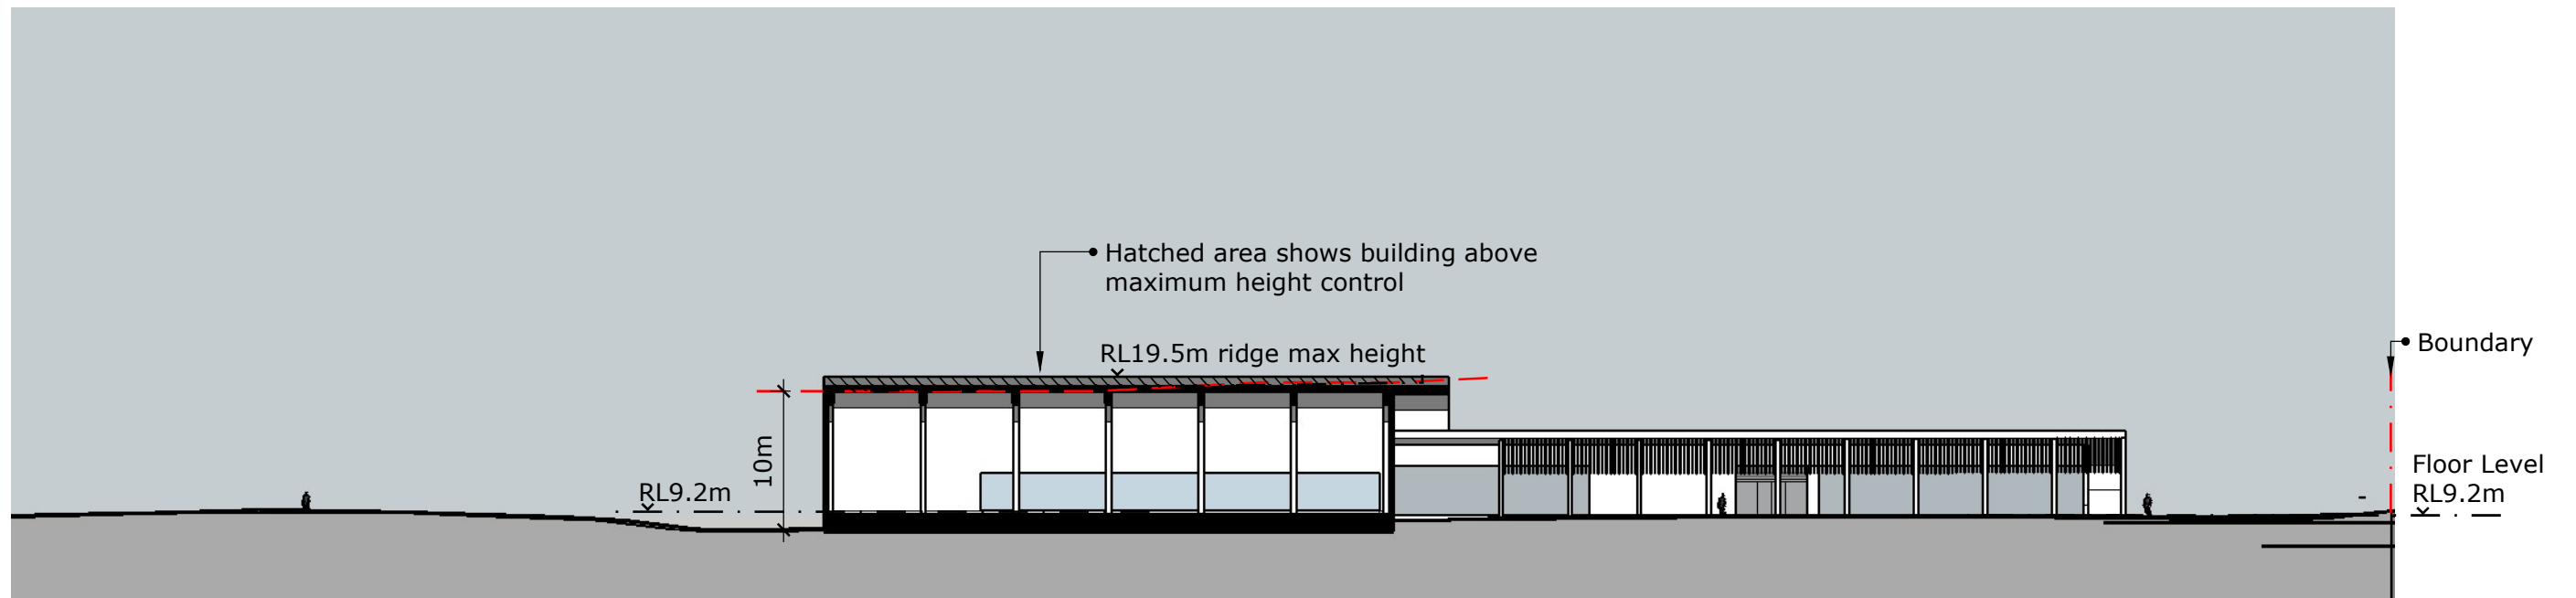 Hatched area shows building above
maximum height control
RL19.5m ridge max height
Boundary
10m
RL9.2m
Floor Level
RL9.2m